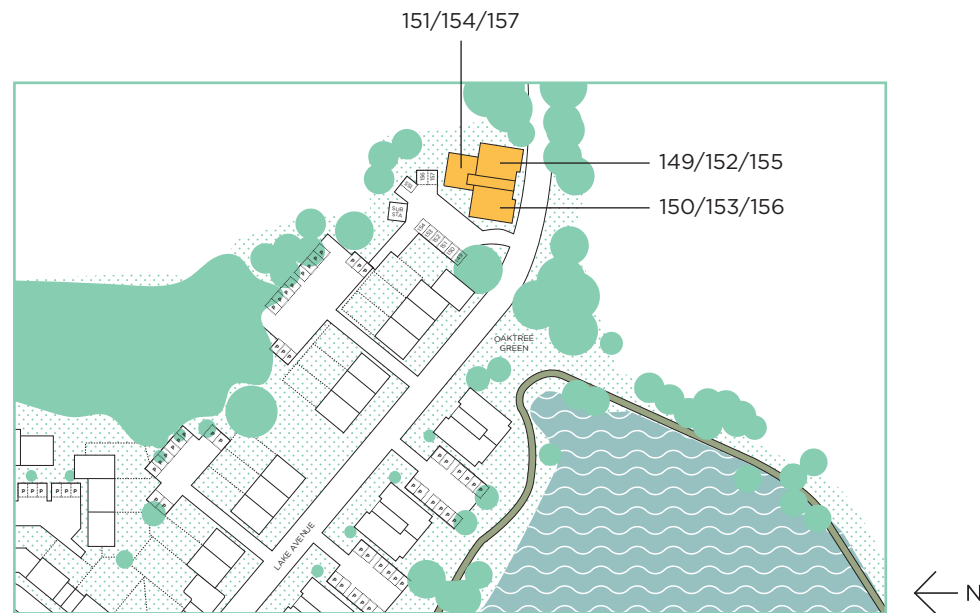 151/154/157
149/152/155
150/153/156
SUB
STA
OAKTREE
GREEN
LAKE AVENUE
P P P P P P
P P P
P P P P P
P P P
P P P P P
P P
P P P
P P P
P P
P P P P P
P P P P P
P P P P P
P P P P P
N